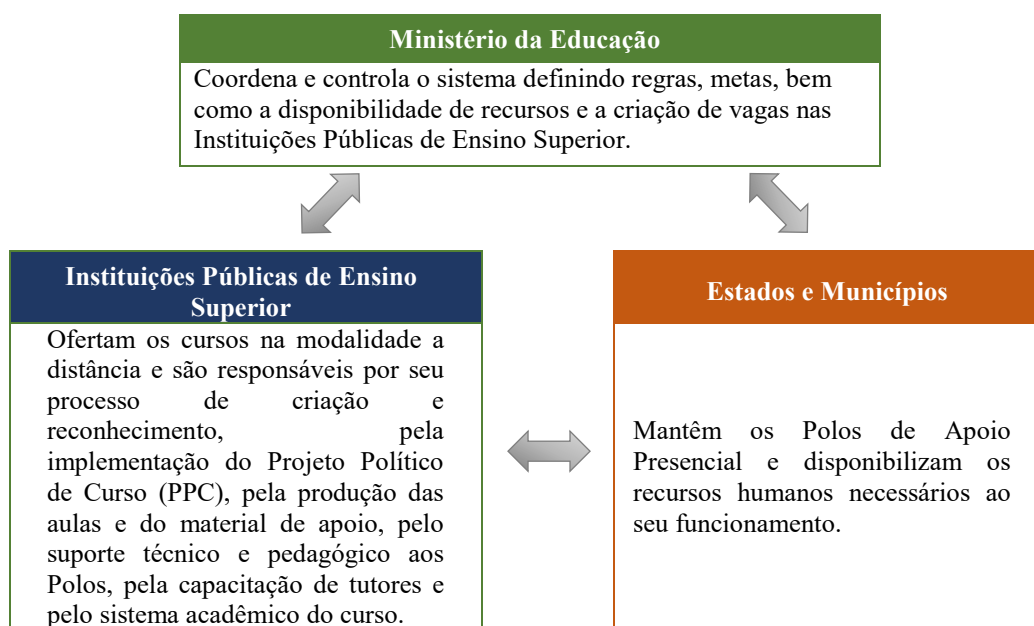 Ministério da Educação
Coordena e controla o sistema definindo regras, metas, bem
como a disponibilidade de recursos e a criação de vagas nas
Instituições Públicas de Ensino Superior.
Instituições Públicas de Ensino
Superior
Ofertam os cursos na modalidade a
distância e são responsáveis por seu
processo de criação e
reconhecimento, pela
implementação do Projeto Político
de Curso (PPC), pela produção das
aulas e do material de apoio, pelo
suporte técnico e pedagógico aos
Polos, pela capacitação de tutores e
pelo sistema acadêmico do curso.
Estados e Municípios
Mantêm os Polos de Apoio
Presencial e disponibilizam os
recursos humanos necessários ao
seu funcionamento.